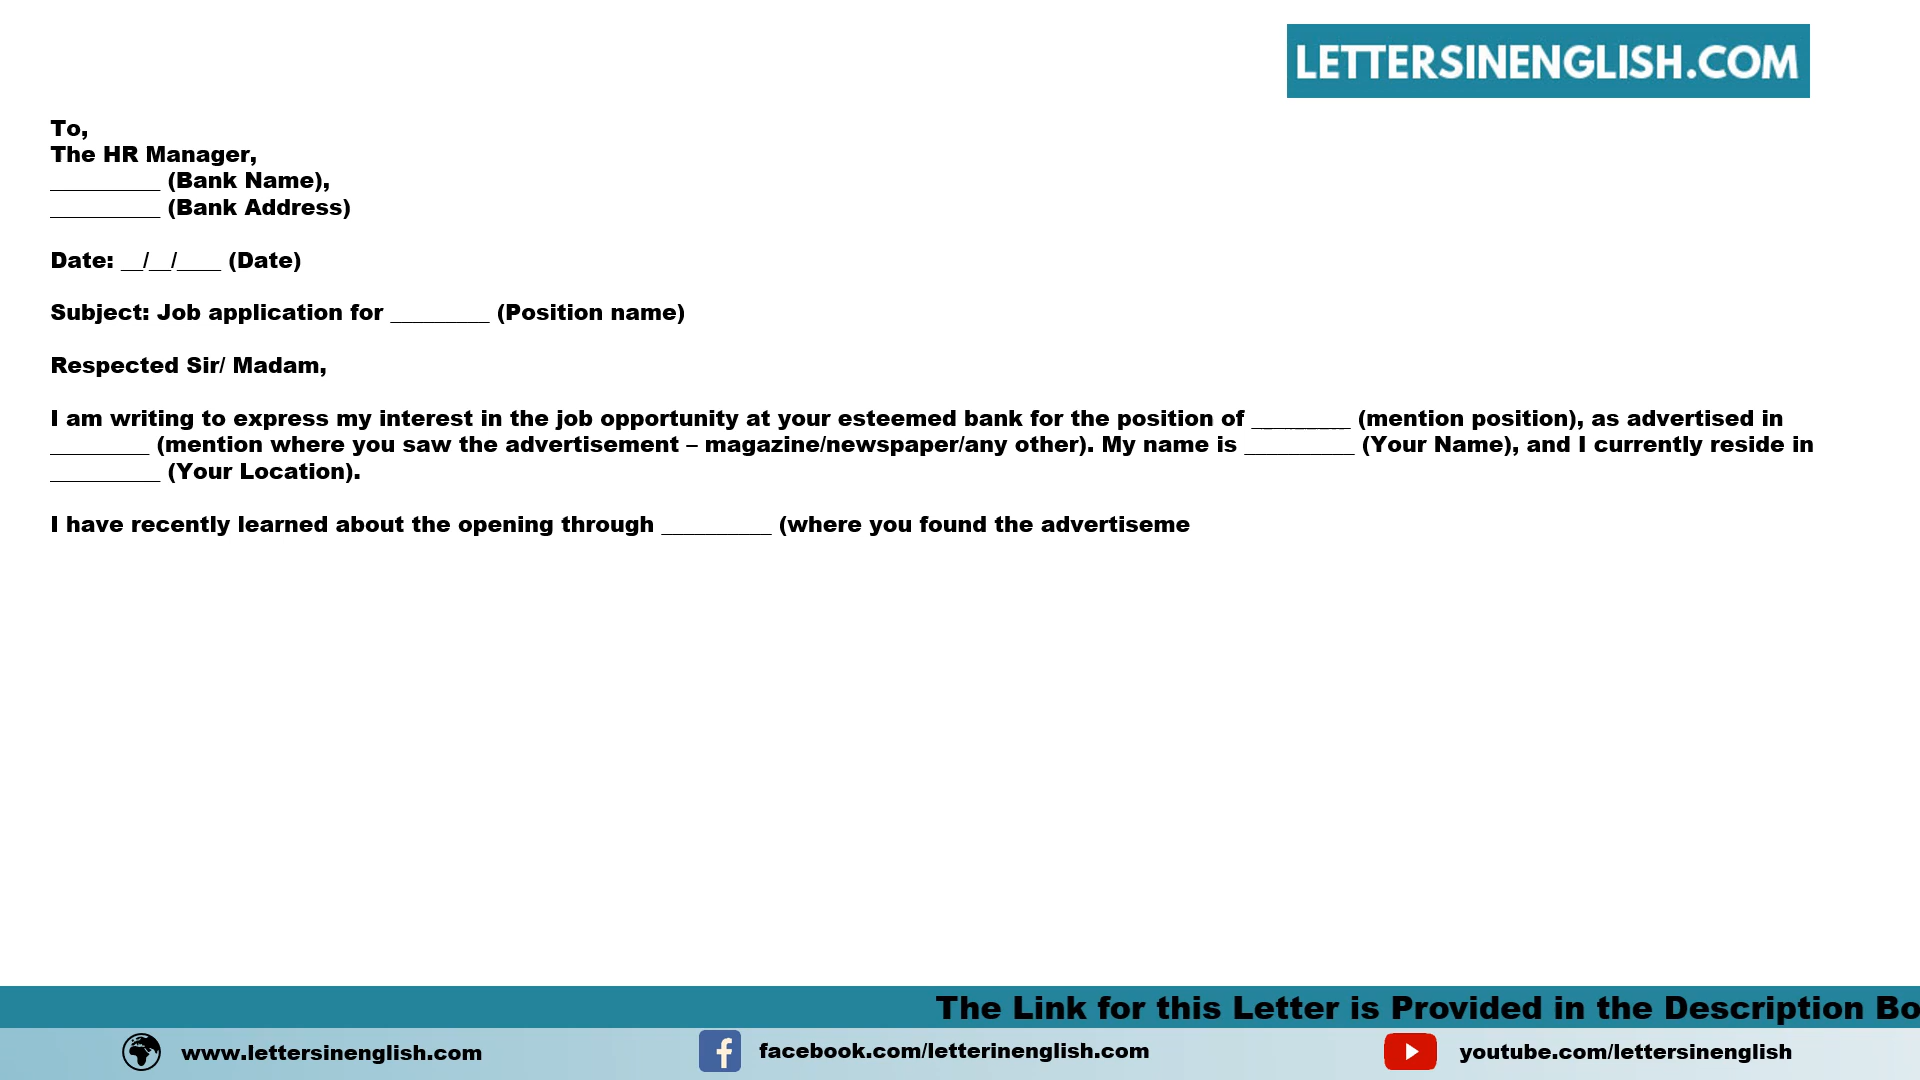 LETTERSINENGLISH.COM
To,
The HR Manager,
__________ (Bank Name),
__________ (Bank Address)
Date: __/__/____ (Date)
Subject: Job application for _________ (Position name)
Respected Sir/ Madam,
I am writing to express my interest in the job opportunity at your esteemed bank for the position of _________ (mention position), as advertised in
_________ (mention where you saw the advertisement – magazine/newspaper/any other). My name is __________ (Your Name), and I currently reside in
__________ (Your Location).
I have recently learned about the opening through __________ (where you found the advertiseme
The Link for this Letter is Provided in the Description Bo
www.lettersinenglish.com
facebook.com/letterinenglish.com
youtube.com/lettersinenglish